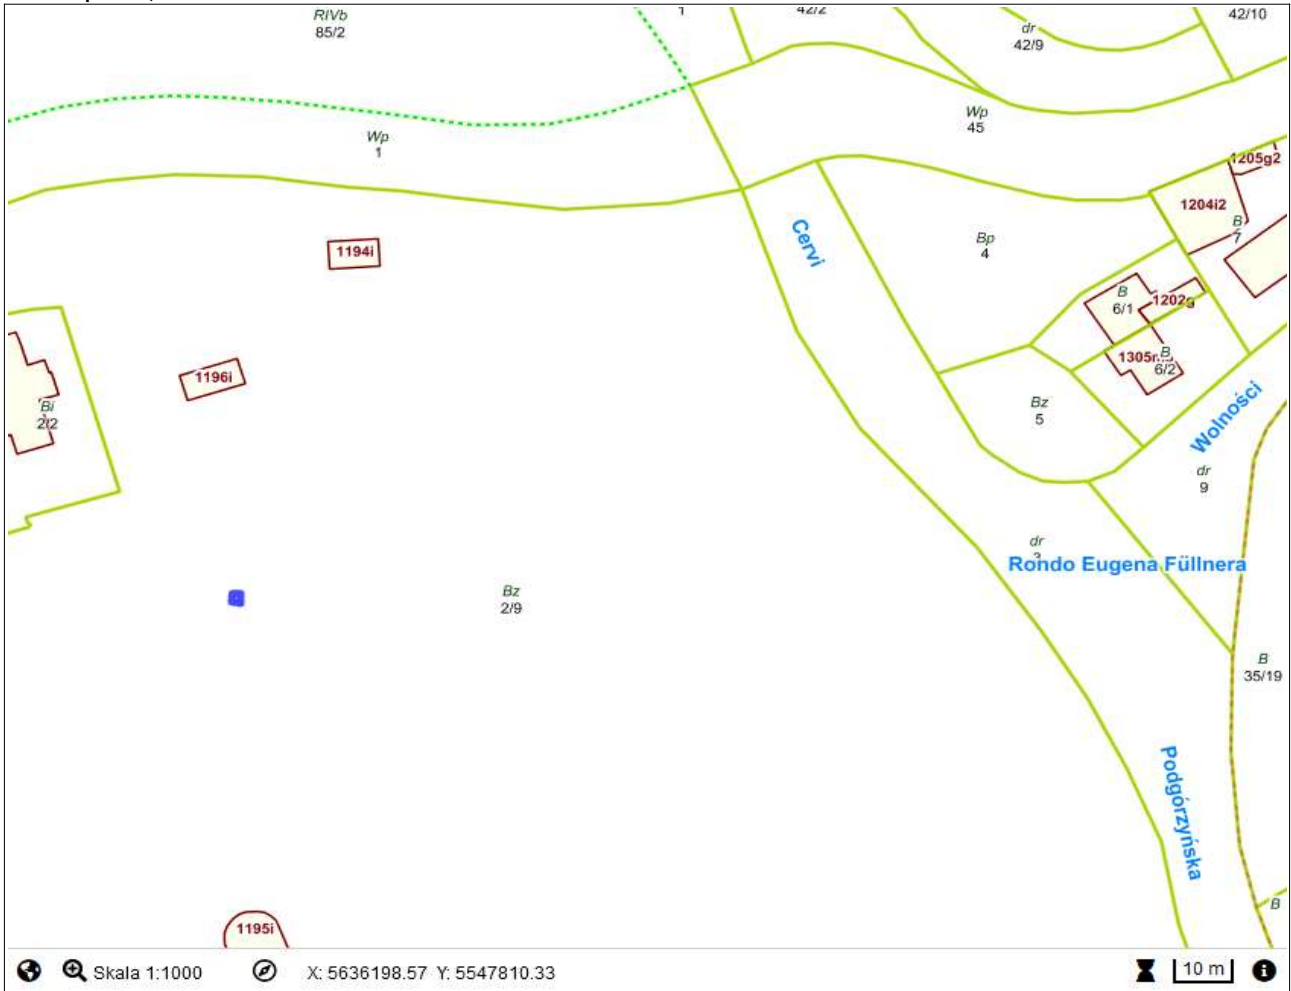 RIVb
85/2
1
42/2
dr
42/9
42/10
Wp
1
Wp
45
1205g2
1204i2
B
7
Cervi
Bp
4
1194i
B
6/1
1202g
1196i
B
6/2
Bi
2/2
Bz
5
Wolności
dr
9
dr
3
Rondo Eugena Füllnera
Bz
2/9
B
35/19
Podgórzyńska
B
1195i
Skala 1:1000
X: 5636198.57 Y: 5547810.33
10 m